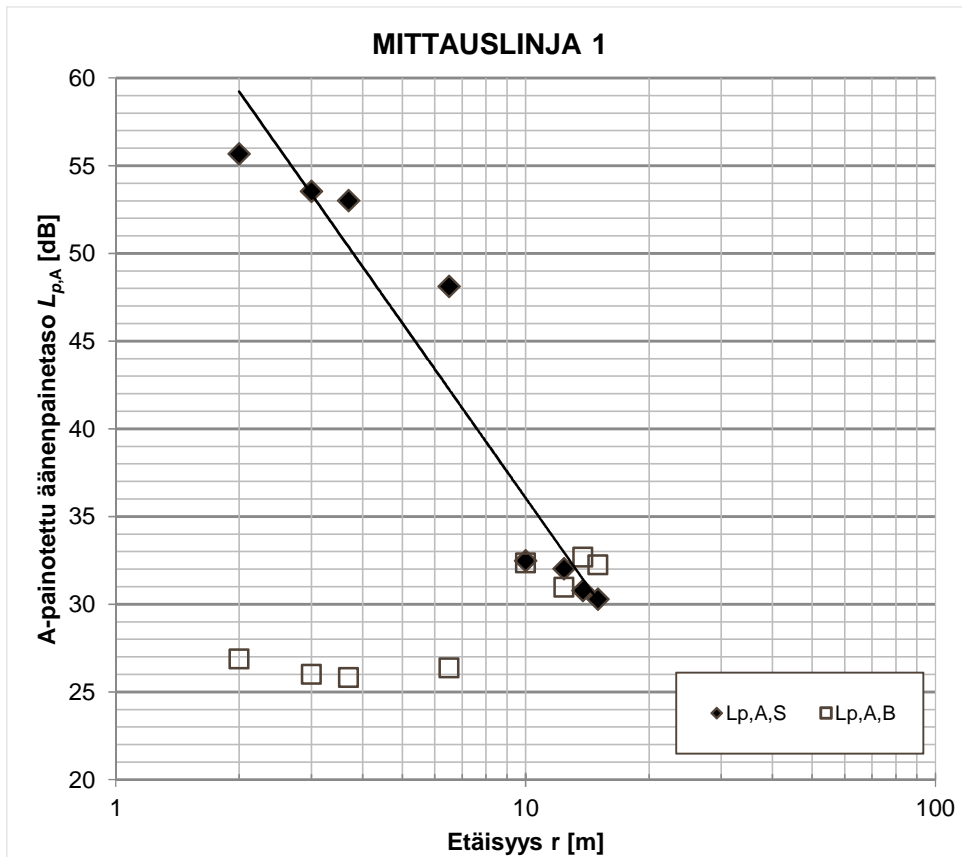 MITTAUSLINJA 1
A-painotettu äänenpainetaso Lp,A [dB]
60
55
50
45
40
35
30
25
20
Lp,A,S
Lp,A,B
1
10
100
Etäisyys r [m]